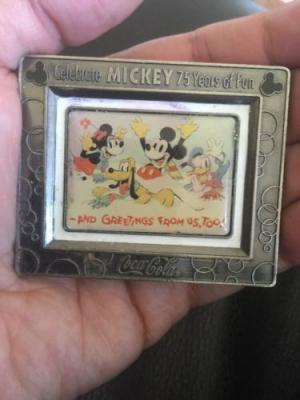 Celebrate MICKEY 75 Years of Fun
-AND GREETINGS FROM US, TOO
Coca-Cola